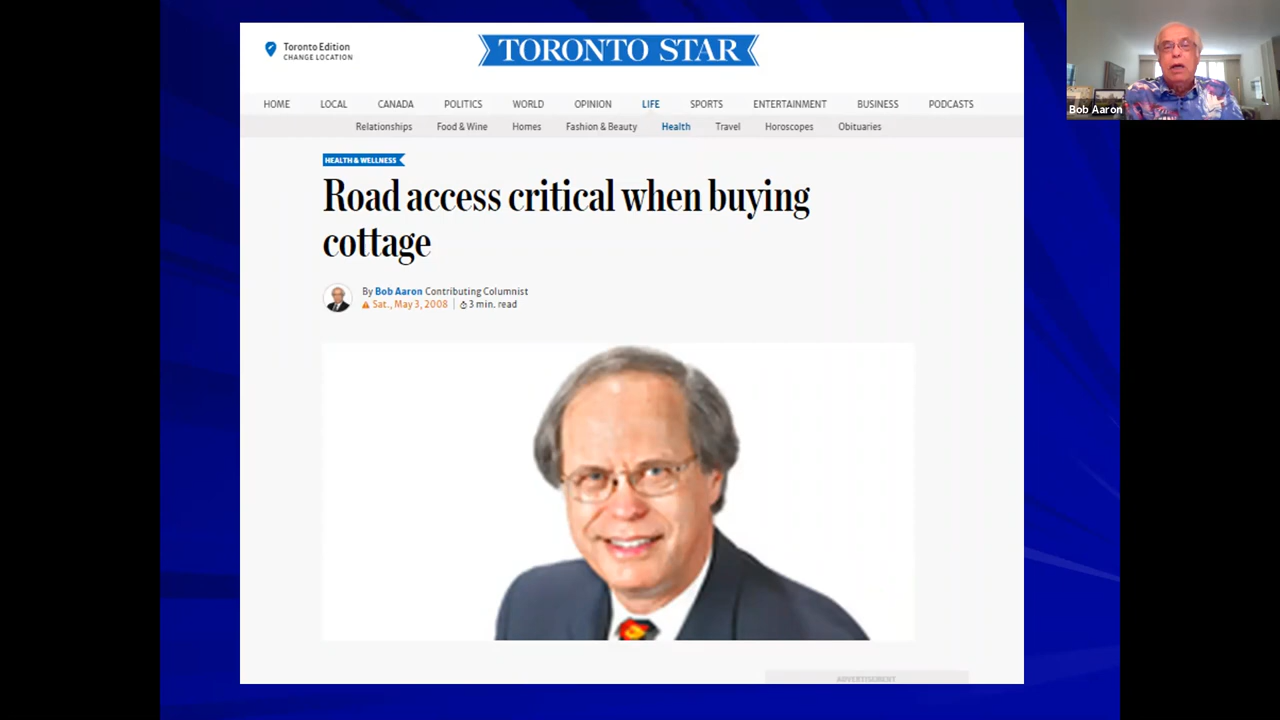 Toronto Edition
CHANGE LOCATION
TORONTO STAR
HOME LOCAL CANADA POLITICS WORLD OPINION LIFE SPORTS ENTERTAINMENT BUSINESS PODCASTS
Relationships Food & Wine Homes Fashion & Beauty Health Travel Horoscopes Obituaries
HEALTH & WELLNESS
Road access critical when buying
cottage
By Bob Aaron Contributing Columnist
Sat., May 3, 2008 3 min. read
ADVERTISEMENT
Bob Aaron